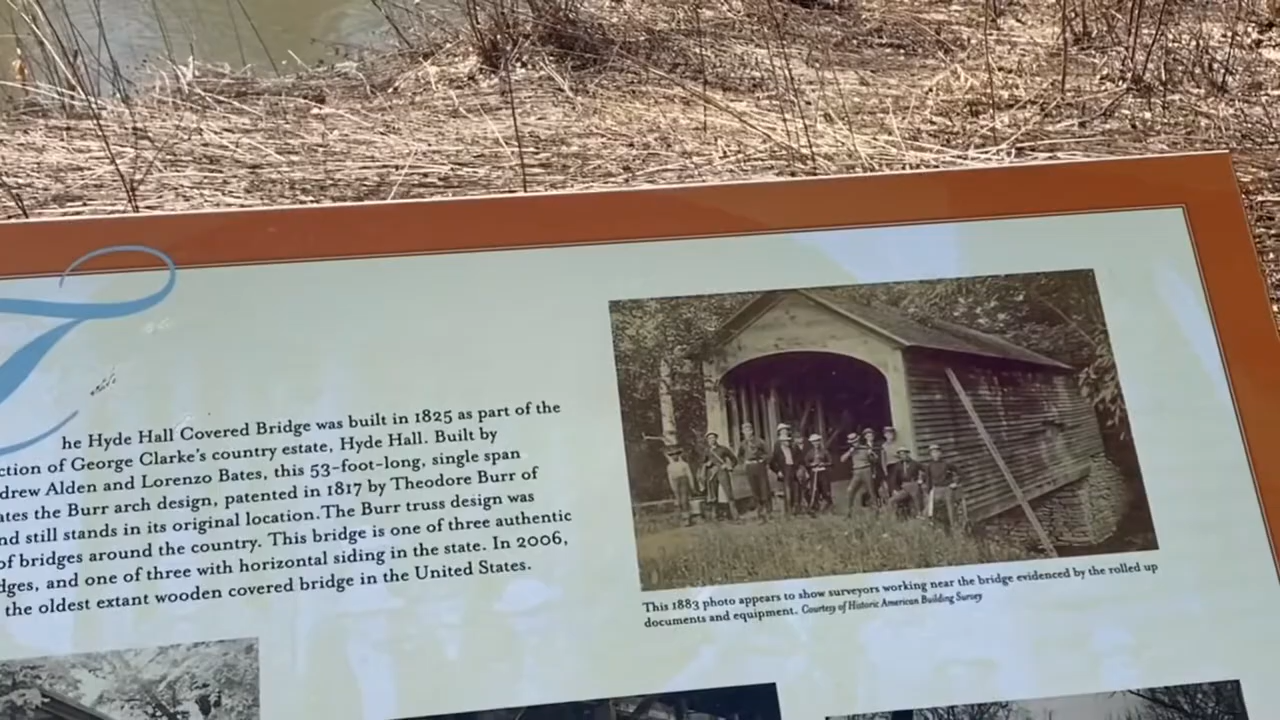 The Hyde Hall Covered Bridge was built in 1825 as part of the
ction of George Clarke's country estate, Hyde Hall. Built by
drew Alden and Lorenzo Bates, this 53-foot-long, single span
ates the Burr arch design, patented in 1817 by Theodore Burr of
nd still stands in its original location.The Burr truss design was
of bridges around the country. This bridge is one of three authentic
dges, and one of three with horizontal siding in the state. In 2006,
the oldest extant wooden covered bridge in the United States.
This 1883 photo appears to show surveyors working near the bridge evidenced by the rolled up
documents and equipment. Courtesy of Historic American Building Survey